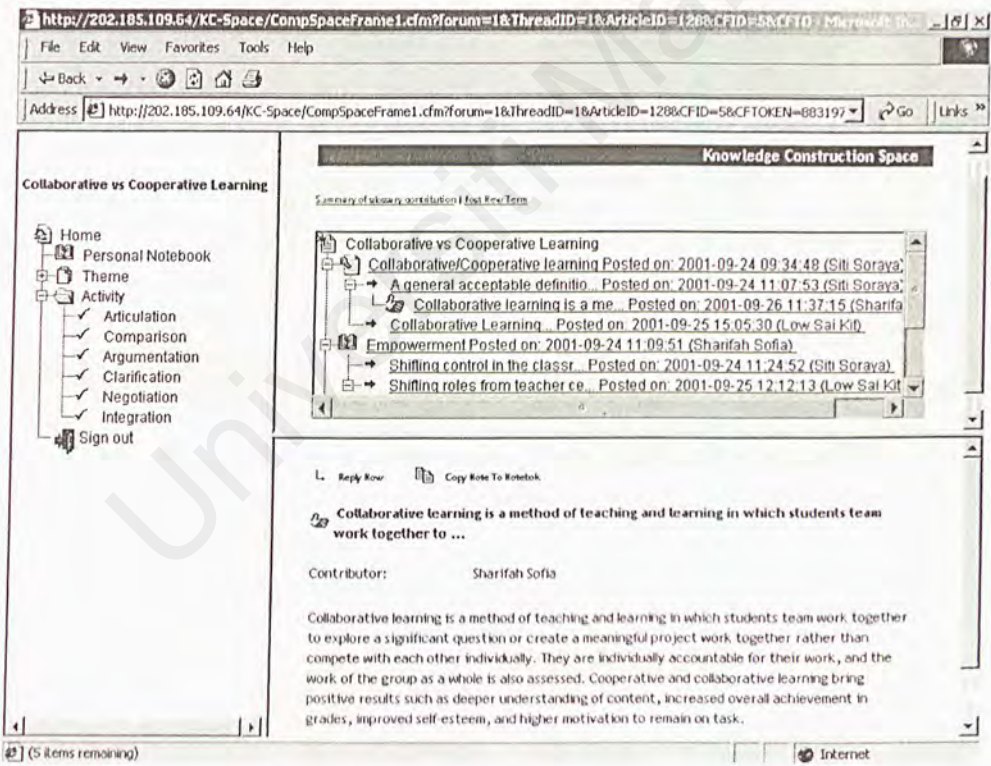 http://202.185.109.64/KC-Space/CompSpaceFrame1.cfm?forum=1&ThreadID=1&ArticleID=128&CFID=5&CFTO - Microsoft In
File Edit View Favorites Tools Help
Back
Address http://202.185.109.64/KC-Space/CompSpaceFrame1.cfm?forum=1&ThreadID=1&ArticleID=128&CFID=5&CFTOKEN=883197 Go Links »
Collaborative vs Cooperative Learning
Home
Personal Notebook
Theme
Activity
Articulation
Comparison
Argumentation
Clarification
Negotiation
Integration
Sign out
Knowledge Construction Space
Summary of contribution | Post New Term
Collaborative vs Cooperative Learning
Collaborative/Cooperative learning Posted on: 2001-09-24 09:34:48 (Siti Soraya)
A general acceptable definitio... Posted on: 2001-09-24 11:07:53 (Siti Soraya)
Collaborative learning is a me... Posted on: 2001-09-26 11:37:15 (Sharifa
Collaborative Learning... Posted on: 2001-09-25 15:05:30 (Low Sai Kit)
Empowerment Posted on: 2001-09-24 11:09:51 (Sharifah Sofia)
Shifting control in the classr... Posted on: 2001-09-24 11:24:52 (Siti Soraya)
Shifting roles from teacher ce... Posted on: 2001-09-25 12:12:13 (Low Sai Kit
Reply Now Copy Note To Notebok
Collaborative learning is a method of teaching and learning in which students team
work together to ...
Contributor: Sharifah Sofia
Collaborative learning is a method of teaching and learning in which students team work together
to explore a significant question or create a meaningful project work together rather than
compete with each other individually. They are individually accountable for their work, and the
work of the group as a whole is also assessed. Cooperative and collaborative learning bring
positive results such as deeper understanding of content, increased overall achievement in
grades, improved self-esteem, and higher motivation to remain on task.
(5 items remaining) Internet